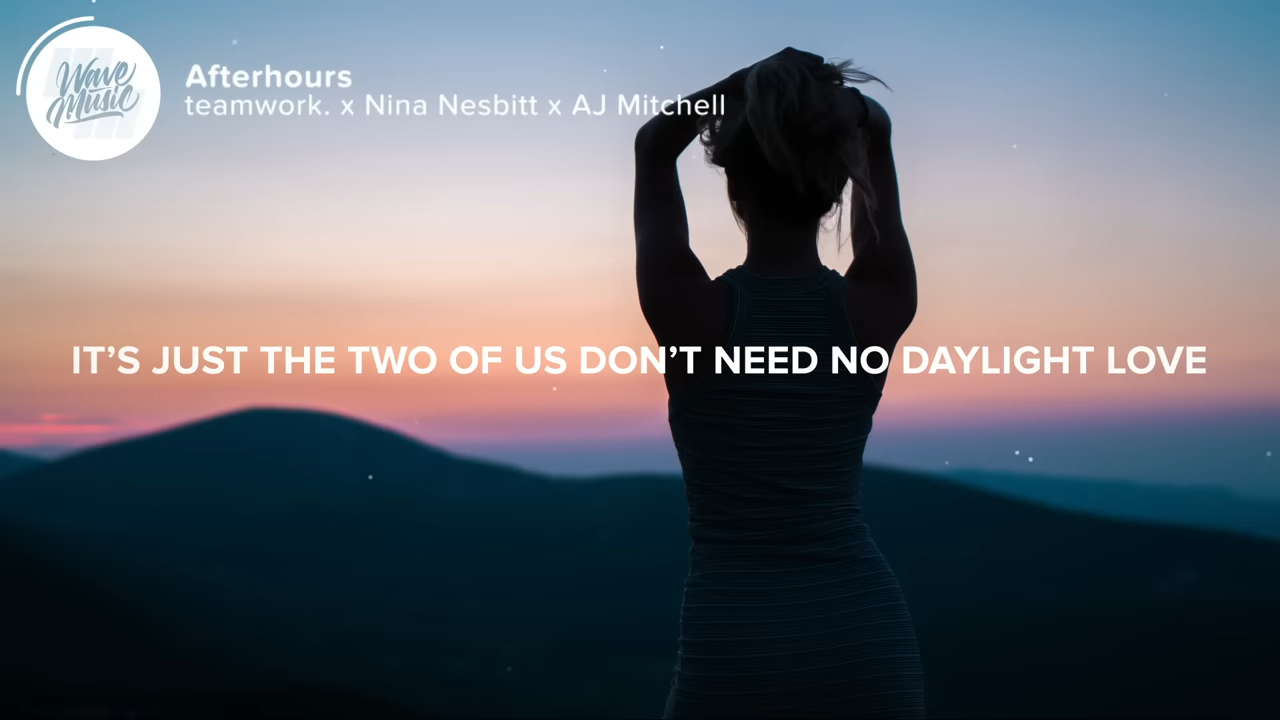 Wave
Music
Afterhours
teamwork. x Nina Nesbitt x AJ Mitchell
IT’S JUST THE TWO OF US DON’T NEED NO DAYLIGHT LOVE